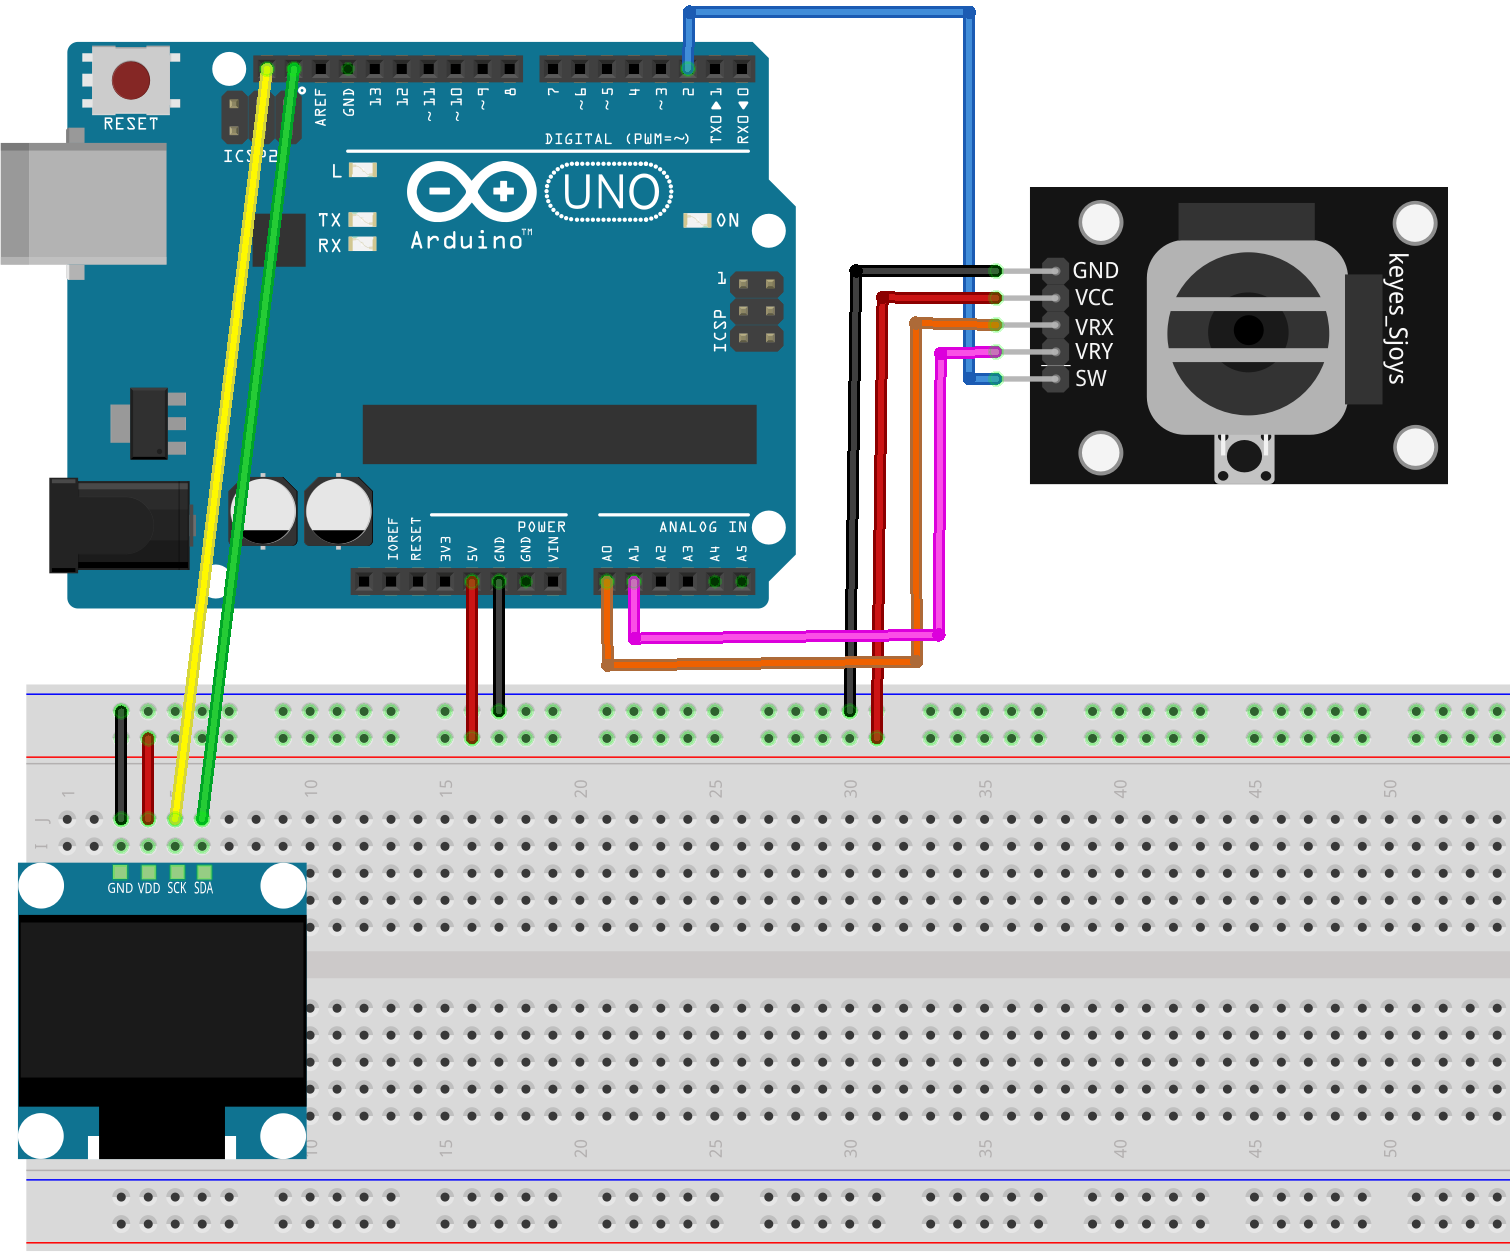 RESET
ICSP2
AREF
GND
13
12
~11
~10
~9
8
7
~6
~5
4
~3
2
TX0▶1
RX0◀0
DIGITAL (PWM=~)
L
TX
RX
UNO
Arduino™
ON
1
ICSP
IOREF
RESET
3V3
5V
GND
GND
VIN
POWER
ANALOG IN
A0
A1
A2
A3
A4
A5
GND
VCC
VRX
VRY
SW
keyes_Sjoys
1
10
15
20
25
30
35
40
45
50
J
I
GND VDD SCK SDA
10
15
20
25
30
35
40
45
50